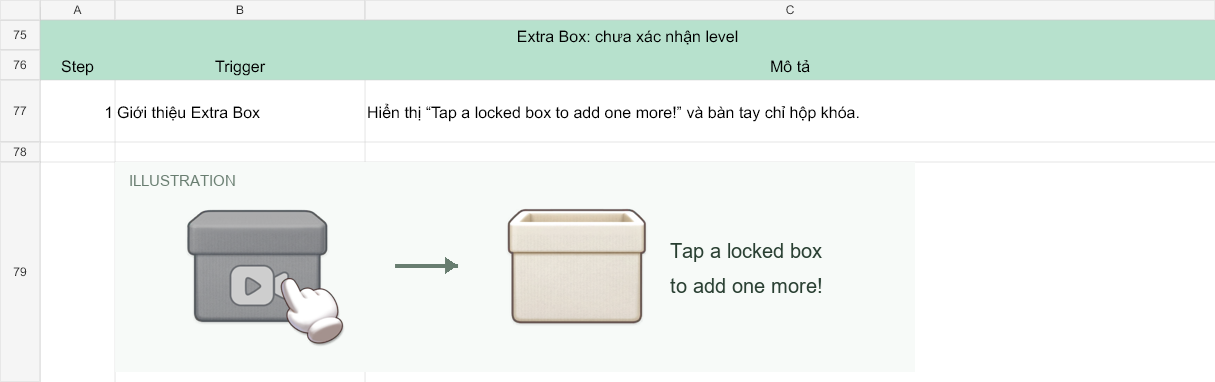 A B C
75 Extra Box: chưa xác nhận level
76 Step Trigger Mô tả
77 1 Giới thiệu Extra Box Hiển thị “Tap a locked box to add one more!” và bàn tay chỉ hộp khóa.
78
79
ILLUSTRATION
Tap a locked box
to add one more!